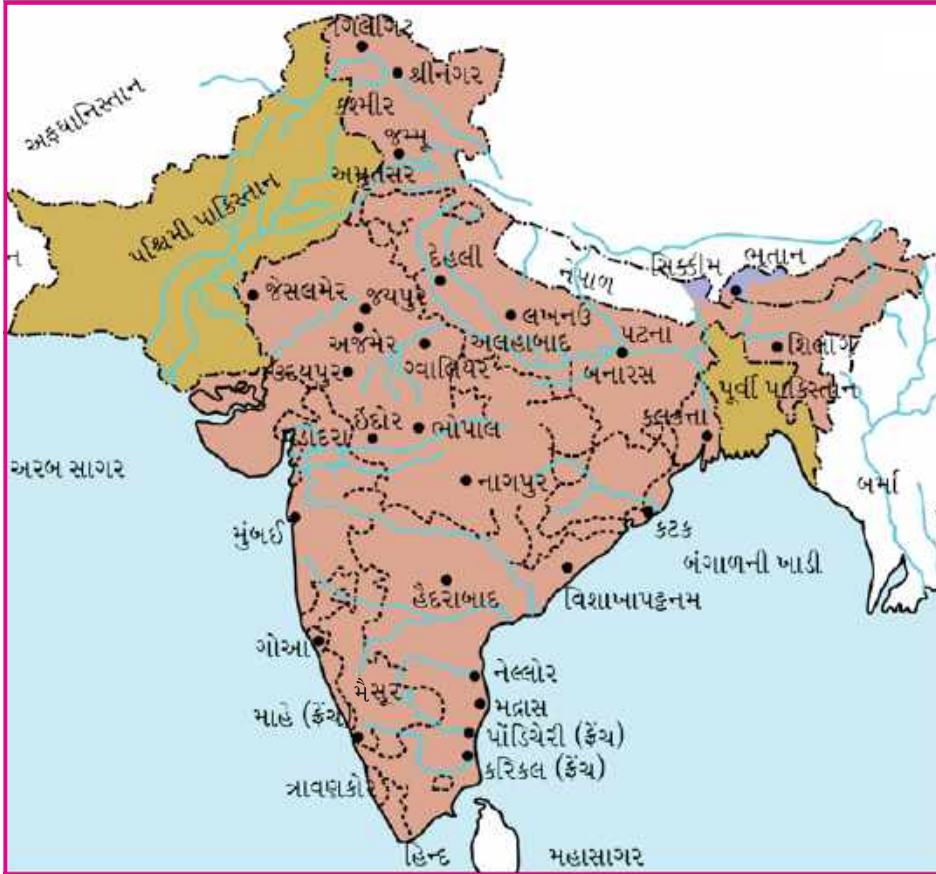 ગિલગિટ
શ્રીનગર
કશ્મીર
અફઘાનિસ્તાન
જમ્મૂ
અમૃતસર
પશ્ચિમી પાકિસ્તાન
ન
દેહલી
નેપાળ
સિક્કીમ
ભૂતાન
જેસલમેર
જયપુર
લખનઉ
અજમેર
અલહાબાદ
પટના
શિલોંગ
ઉદયપુર
ગ્વાલિયર
બનારસ
પૂર્વી પાકિસ્તાન
કલકત્તા
ઇંદોર
ભોપાલ
વડોદરા
અરબ સાગર
નાગપુર
બર્મા
મુંબઈ
કટક
બંગાળની ખાડી
હૈદરાબાદ
વિશાખાપટ્ટનમ
ગોઆ
નેલ્લોર
મૈસુર
મદ્રાસ
માહે (ફ્રેંચ)
પોંડિચેરી (ફ્રેંચ)
કરિકલ (ફ્રેંચ)
ત્રાવણકોર
હિન્દ મહાસાગર